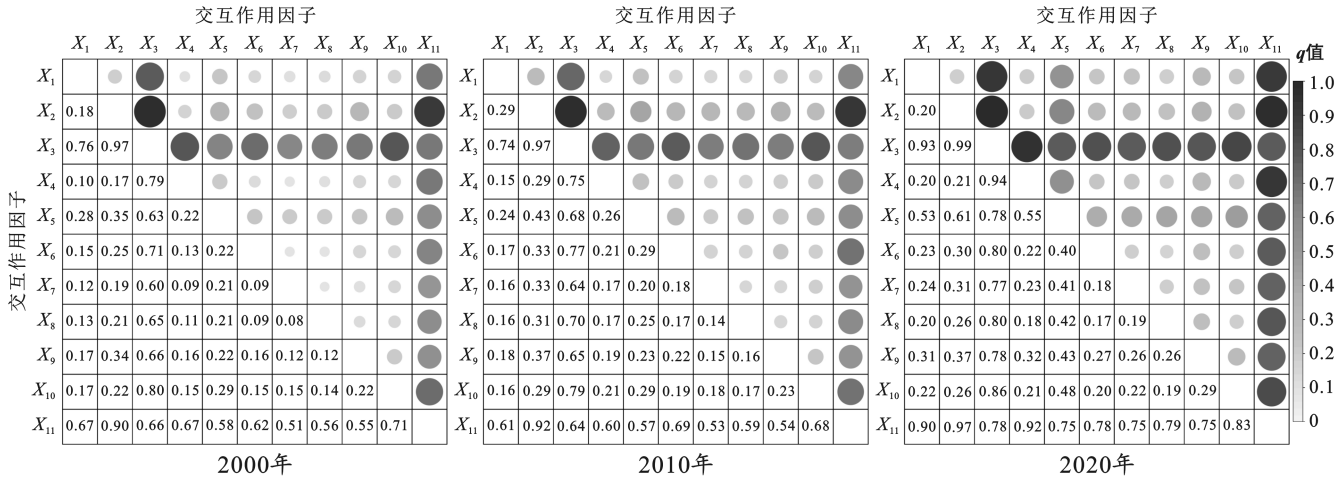 交互作用因子 交互作用因子 交互作用因子
X₁ X₂ X₃ X₄ X₅ X₆ X₇ X₈ X₉ X₁₀ X₁₁ X₁ X₂ X₃ X₄ X₅ X₆ X₇ X₈ X₉ X₁₀ X₁₁ X₁ X₂ X₃ X₄ X₅ X₆ X₇ X₈ X₉ X₁₀ X₁₁
q值
交互作用因子
X₁ X₁ X₁
X₂ 0.18 X₂ 0.29 X₂ 0.20
X₃ 0.76 0.97 X₃ 0.74 0.97 X₃ 0.93 0.99
X₄ 0.10 0.17 0.79 X₄ 0.15 0.29 0.75 X₄ 0.20 0.21 0.94
X₅ 0.28 0.35 0.63 0.22 X₅ 0.24 0.43 0.68 0.26 X₅ 0.53 0.61 0.78 0.55
X₆ 0.15 0.25 0.71 0.13 0.22 X₆ 0.17 0.33 0.77 0.21 0.29 X₆ 0.23 0.30 0.80 0.22 0.40
X₇ 0.12 0.19 0.60 0.09 0.21 0.09 X₇ 0.16 0.33 0.64 0.17 0.20 0.18 X₇ 0.24 0.31 0.77 0.23 0.41 0.18
X₈ 0.13 0.21 0.65 0.11 0.21 0.09 0.08 X₈ 0.16 0.31 0.70 0.17 0.25 0.17 0.14 X₈ 0.20 0.26 0.80 0.18 0.42 0.17 0.19
X₉ 0.17 0.34 0.66 0.16 0.22 0.16 0.12 0.12 X₉ 0.18 0.37 0.65 0.19 0.23 0.22 0.15 0.16 X₉ 0.31 0.37 0.78 0.32 0.43 0.27 0.26 0.26
X₁₀ 0.17 0.22 0.80 0.15 0.29 0.15 0.15 0.14 0.22 X₁₀ 0.16 0.29 0.79 0.21 0.29 0.19 0.18 0.17 0.23 X₁₀ 0.22 0.26 0.86 0.21 0.48 0.20 0.22 0.19 0.29
X₁₁ 0.67 0.90 0.66 0.67 0.58 0.62 0.51 0.56 0.55 0.71 X₁₁ 0.61 0.92 0.64 0.60 0.57 0.69 0.53 0.59 0.54 0.68 X₁₁ 0.90 0.97 0.78 0.92 0.75 0.78 0.75 0.79 0.75 0.83
1.0
0.9
0.8
0.7
0.6
0.5
0.4
0.3
0.2
0.1
0
2000年 2010年 2020年